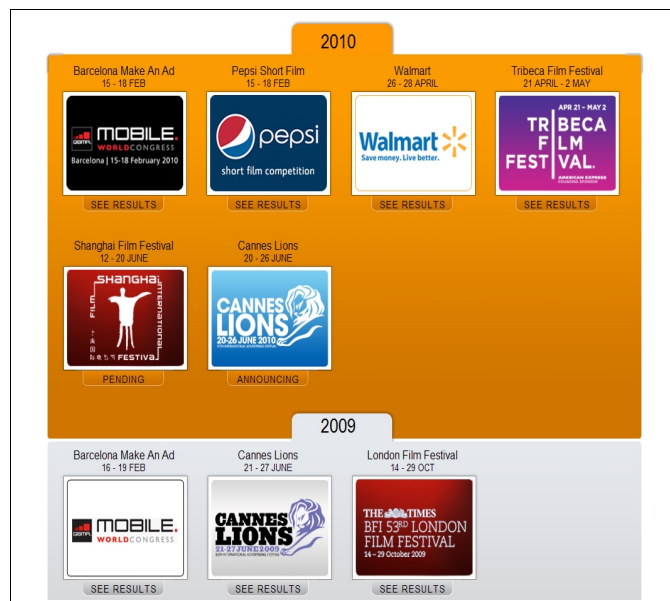 2010
Barcelona Make An Ad
15 - 18 FEB
MOBILE.
WORLDCONGRESS
Barcelona | 15-18 February 2010
SEE RESULTS
Pepsi Short Film
15 - 18 FEB
pepsi
short film competition
SEE RESULTS
Walmart
26 - 28 APRIL
Walmart
Save money. Live better.
SEE RESULTS
Tribeca Film Festival
21 APRIL - 2 MAY
APR 21 – MAY 2
TRIBECA
FILM
FESTIVAL.
AMERICAN EXPRESS
FOUNDING SPONSOR
SEE RESULTS
Shanghai Film Festival
12 - 20 JUNE
SHANGHAI
INTERNATIONAL
FILM
FESTIVAL
PENDING
Cannes Lions
20 - 26 JUNE
CANNES
LIONS
20-26 JUNE 2010
ANNOUNCING
2009
Barcelona Make An Ad
16 - 19 FEB
MOBILE.
WORLDCONGRESS
SEE RESULTS
Cannes Lions
21 - 27 JUNE
CANNES
LIONS
21-27JUNE2009
SEE RESULTS
London Film Festival
14 - 29 OCT
THE TIMES
BFI 53RD LONDON
FILM FESTIVAL
14 – 29 October 2009
SEE RESULTS